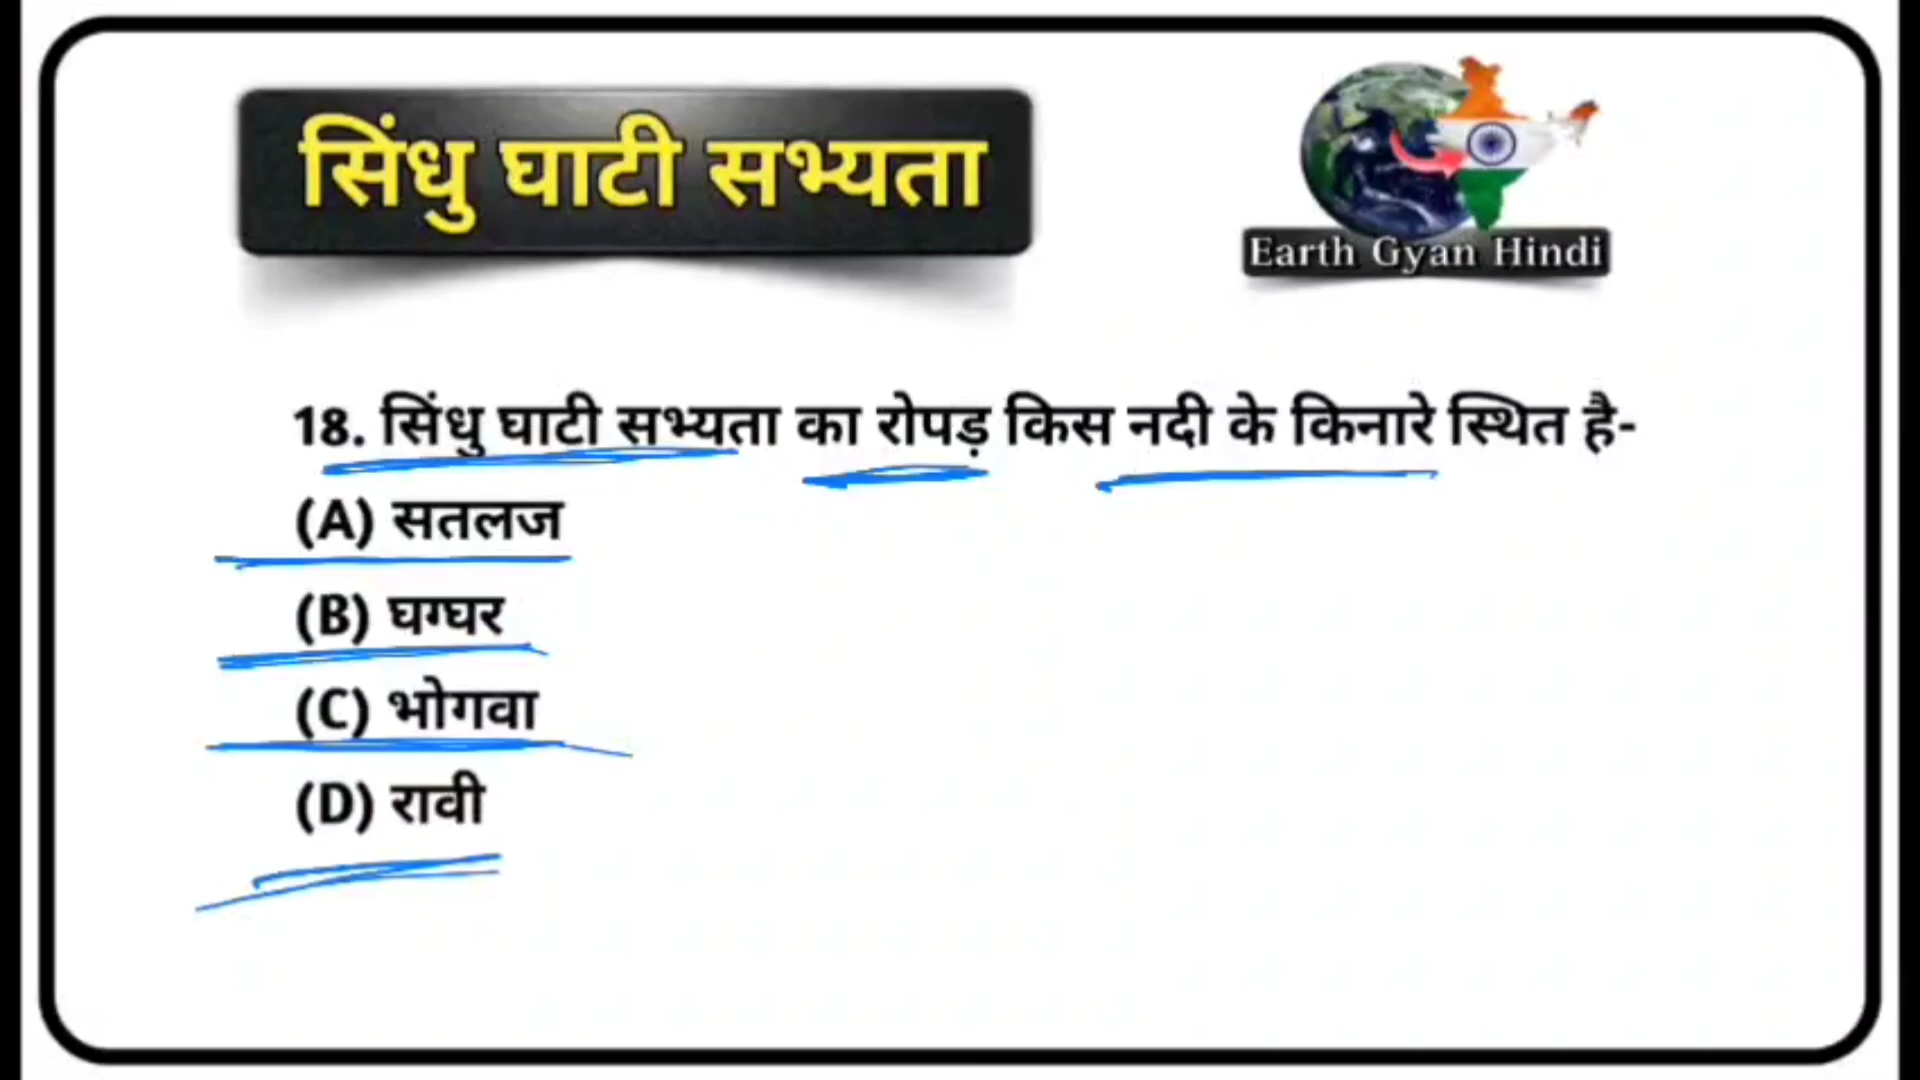 सिंधु घाटी सभ्यता
Earth Gyan Hindi
18. सिंधु घाटी सभ्यता का रोपड़ किस नदी के किनारे स्थित है-
(A) सतलज
(B) घग्घर
(C) भोगवा
(D) रावी